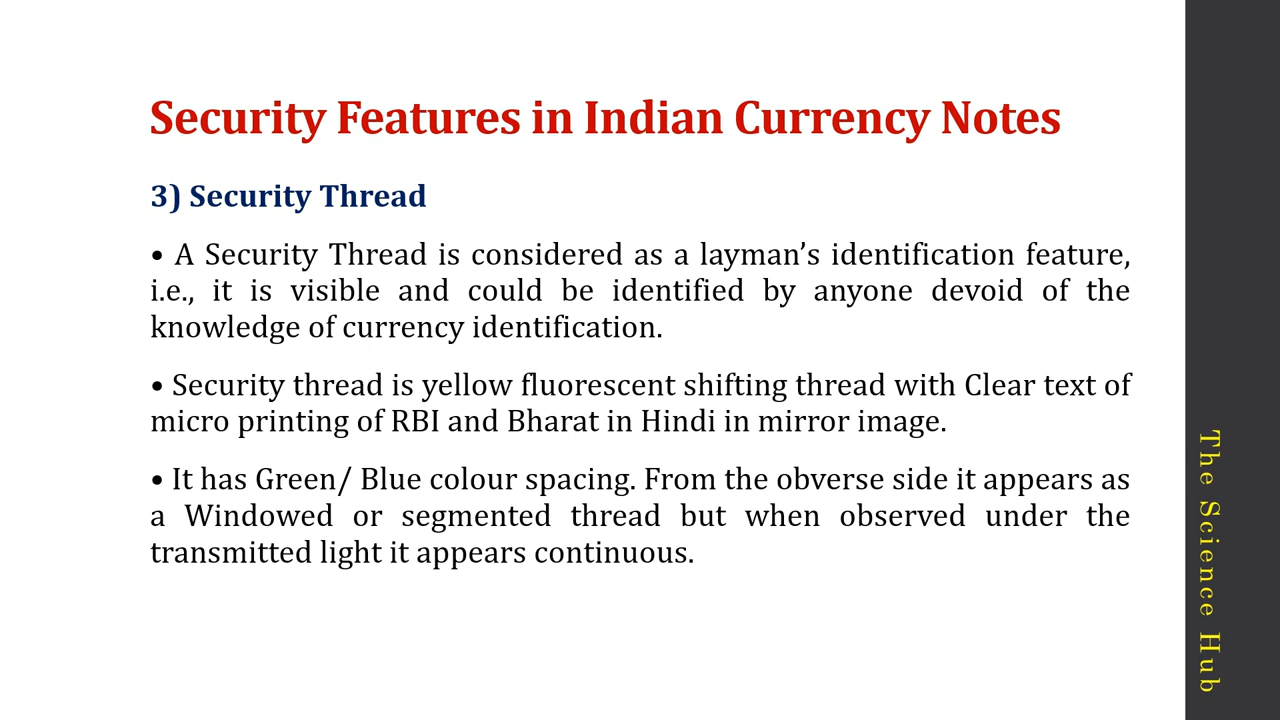 Security Features in Indian Currency Notes
3) Security Thread
• A Security Thread is considered as a layman’s identification feature,
i.e., it is visible and could be identified by anyone devoid of the
knowledge of currency identification.
• Security thread is yellow fluorescent shifting thread with Clear text of
micro printing of RBI and Bharat in Hindi in mirror image.
• It has Green/ Blue colour spacing. From the obverse side it appears as
a Windowed or segmented thread but when observed under the
transmitted light it appears continuous.
The Science Hub